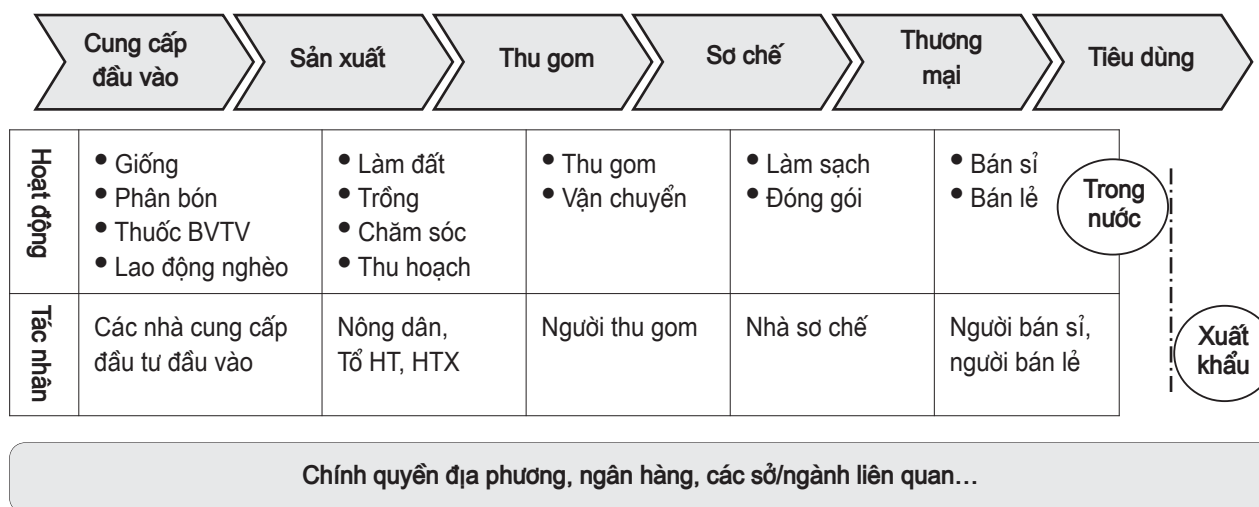 Cung cấp
đầu vào
Sản xuất
Thu gom
Sơ chế
Thương
mại
Tiêu dùng
Hoạt động
• Giống
• Phân bón
• Thuốc BVTV
• Lao động nghèo
• Làm đất
• Trồng
• Chăm sóc
• Thu hoạch
• Thu gom
• Vận chuyển
• Làm sạch
• Đóng gói
• Bán sỉ
• Bán lẻ
Trong
nước
Tác nhân
Các nhà cung cấp
đầu tư đầu vào
Nông dân,
Tổ HT, HTX
Người thu gom
Nhà sơ chế
Người bán sỉ,
người bán lẻ
Xuất
khẩu
Chính quyền địa phương, ngân hàng, các sở/ngành liên quan...